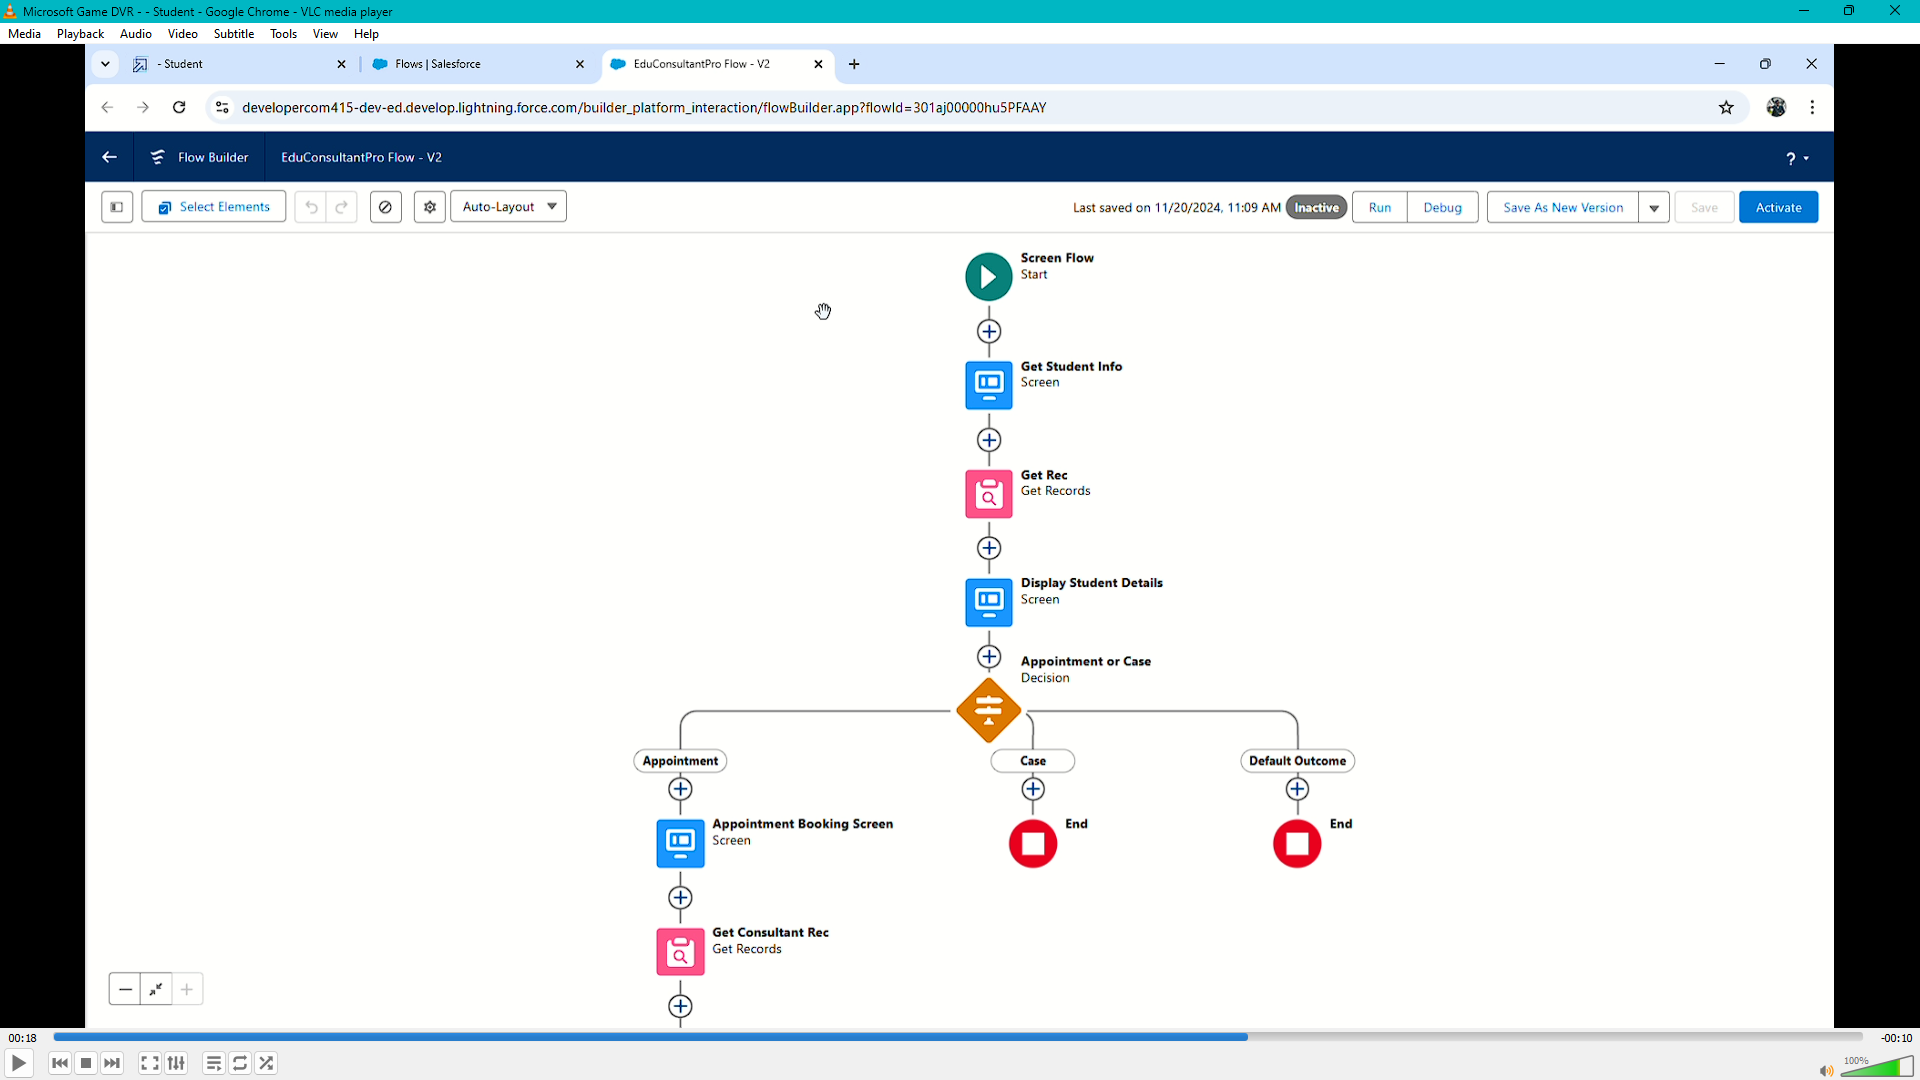 Microsoft Game DVR - - Student - Google Chrome - VLC media player
Media Playback Audio Video Subtitle Tools View Help
- Student
Flows | Salesforce
EduConsultantPro Flow - V2
developercom415-dev-ed.develop.lightning.force.com/builder_platform_interaction/flowBuilder.app?flowId=301aj00000hu5PFAAY
Flow Builder
EduConsultantPro Flow - V2
?
Select Elements
Auto-Layout
Last saved on 11/20/2024, 11:09 AM
Inactive
Run
Debug
Save As New Version
Save
Activate
Screen Flow
Start
Get Student Info
Screen
Get Rec
Get Records
Display Student Details
Screen
Appointment or Case
Decision
Appointment
Case
Default Outcome
Appointment Booking Screen
Screen
End
End
Get Consultant Rec
Get Records
00:18
-00:10
100%